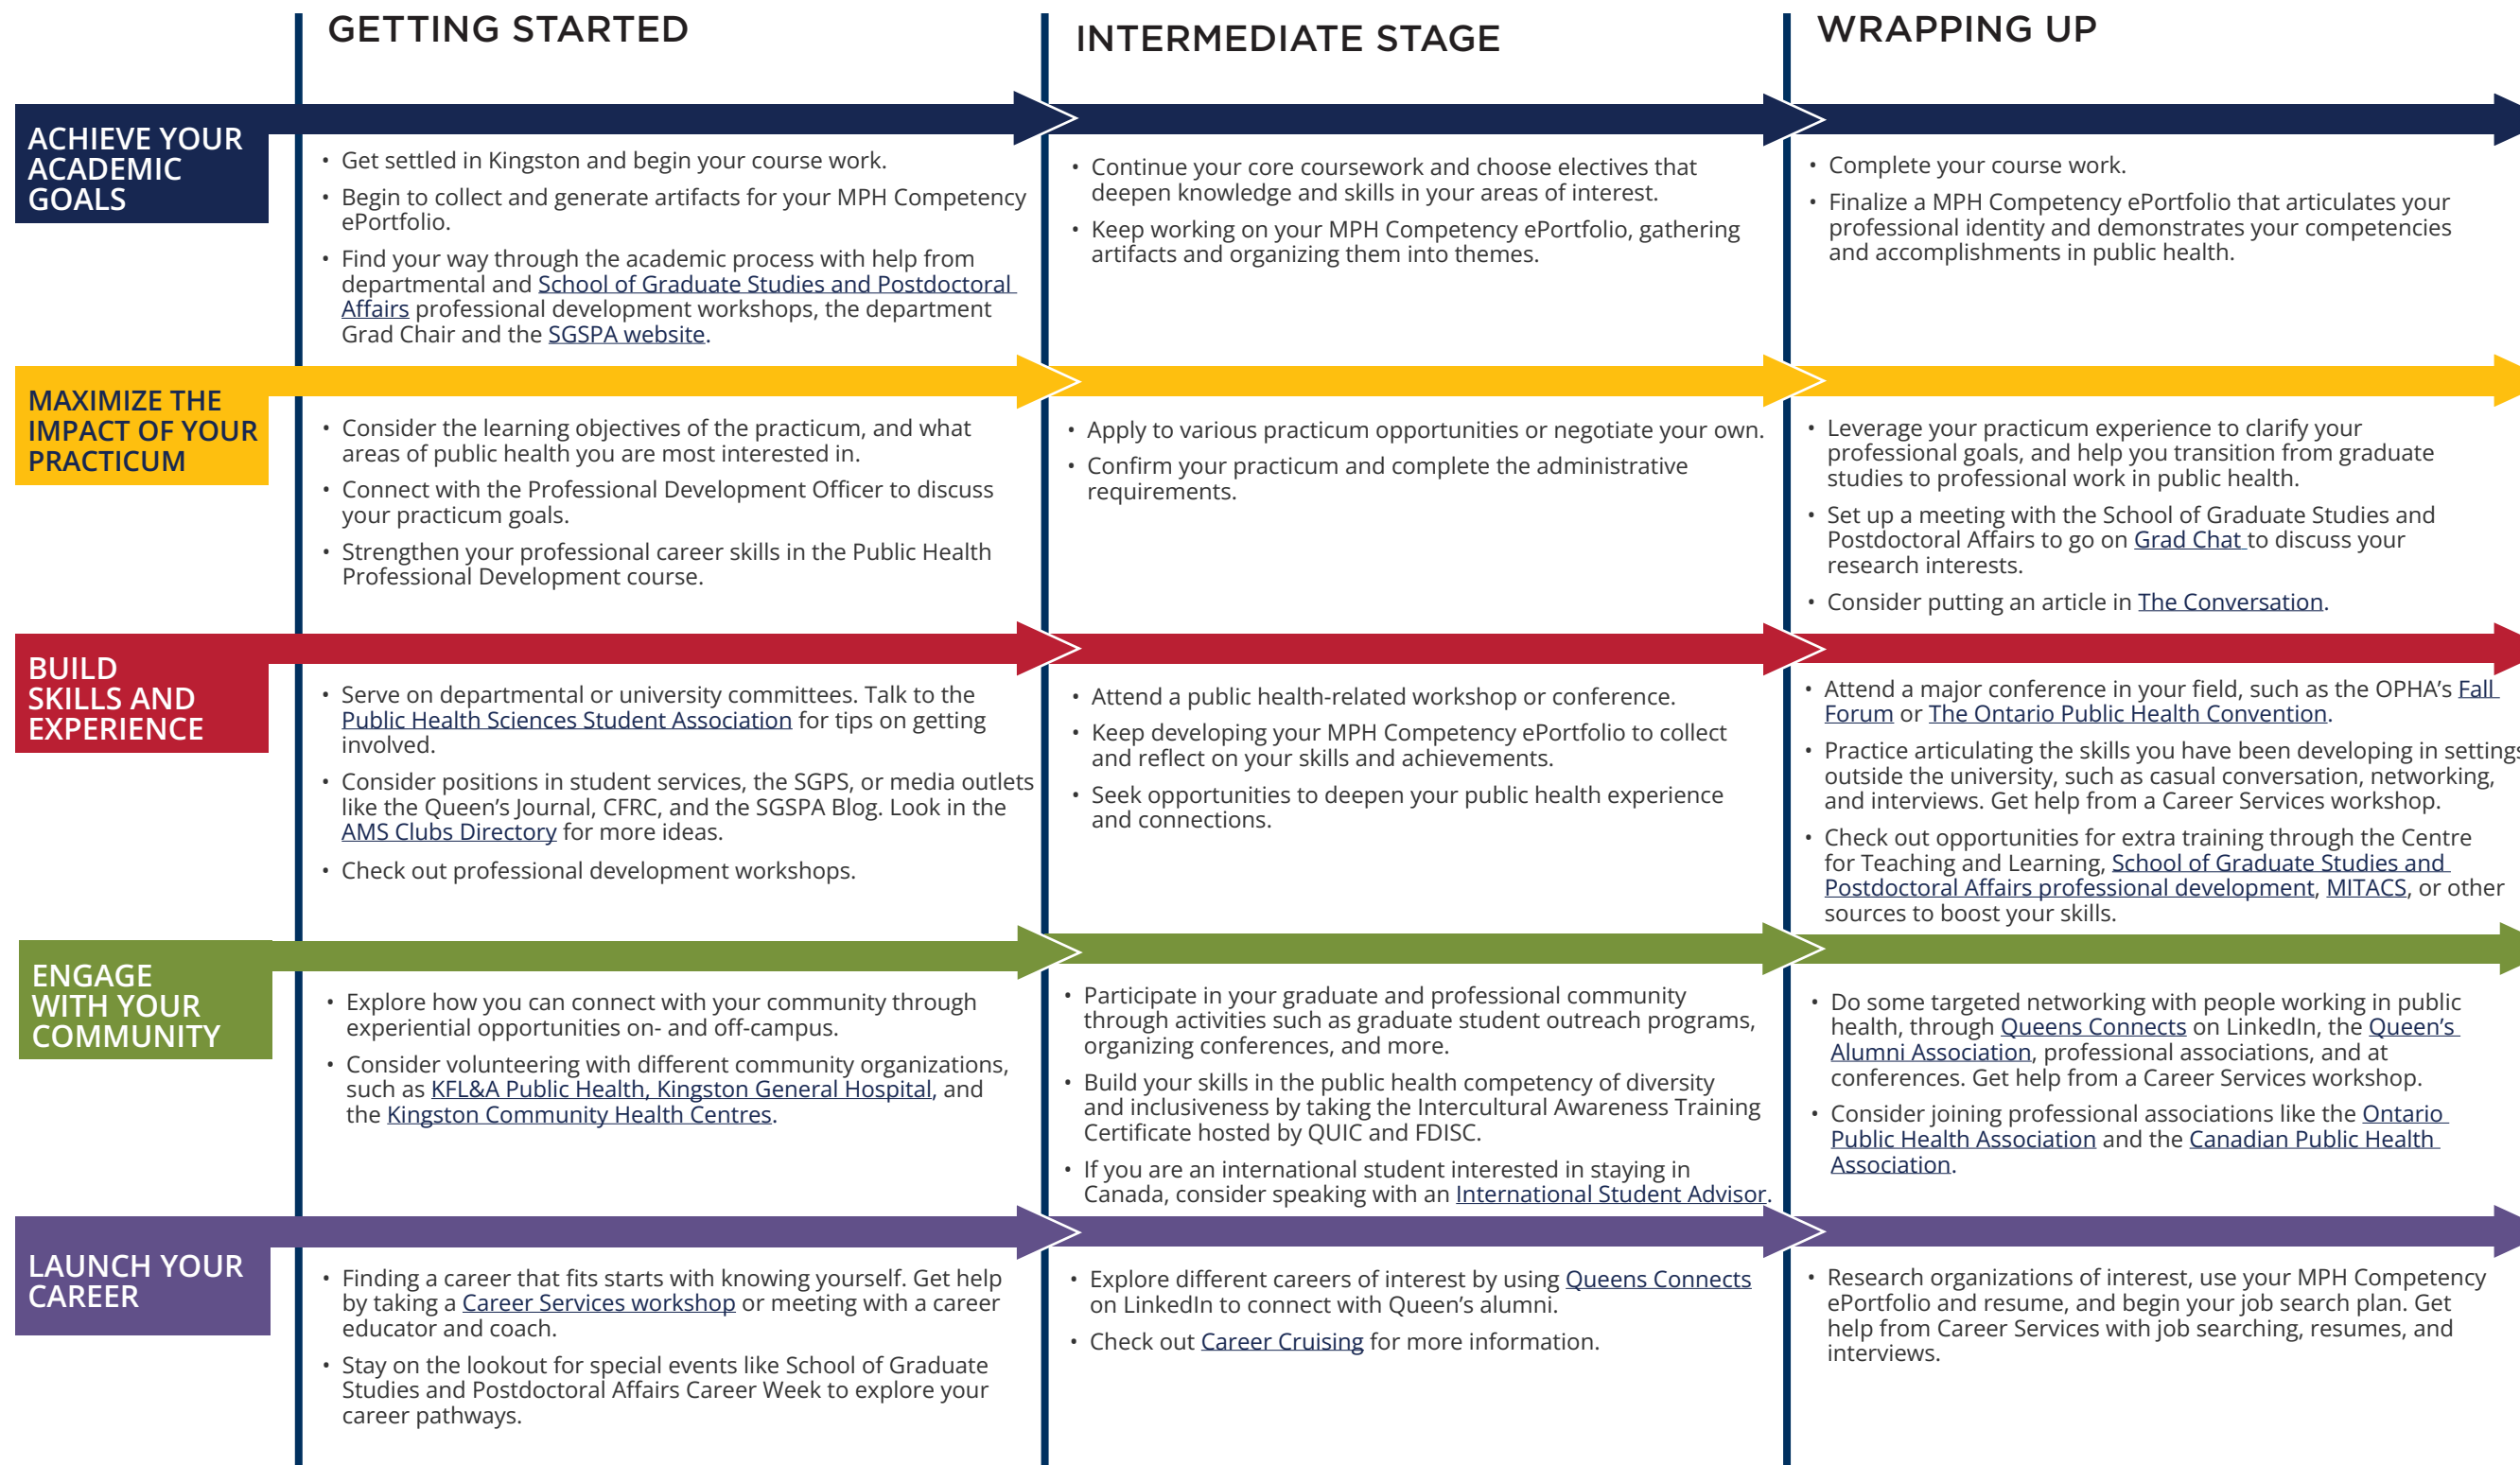 GETTING STARTED
INTERMEDIATE STAGE
WRAPPING UP
ACHIEVE YOUR
ACADEMIC
GOALS
• Get settled in Kingston and begin your course work.
• Begin to collect and generate artifacts for your MPH Competency
ePortfolio.
• Find your way through the academic process with help from
departmental and School of Graduate Studies and Postdoctoral
Affairs professional development workshops, the department
Grad Chair and the SGSPA website.
• Continue your core coursework and choose electives that
deepen knowledge and skills in your areas of interest.
• Keep working on your MPH Competency ePortfolio, gathering
artifacts and organizing them into themes.
• Complete your course work.
• Finalize a MPH Competency ePortfolio that articulates your
professional identity and demonstrates your competencies
and accomplishments in public health.
MAXIMIZE THE
IMPACT OF YOUR
PRACTICUM
• Consider the learning objectives of the practicum, and what
areas of public health you are most interested in.
• Connect with the Professional Development Officer to discuss
your practicum goals.
• Strengthen your professional career skills in the Public Health
Professional Development course.
• Apply to various practicum opportunities or negotiate your own.
• Confirm your practicum and complete the administrative
requirements.
• Leverage your practicum experience to clarify your
professional goals, and help you transition from graduate
studies to professional work in public health.
• Set up a meeting with the School of Graduate Studies and
Postdoctoral Affairs to go on Grad Chat to discuss your
research interests.
• Consider putting an article in The Conversation.
BUILD
SKILLS AND
EXPERIENCE
• Serve on departmental or university committees. Talk to the
Public Health Sciences Student Association for tips on getting
involved.
• Consider positions in student services, the SGPS, or media outlets
like the Queen’s Journal, CFRC, and the SGSPA Blog. Look in the
AMS Clubs Directory for more ideas.
• Check out professional development workshops.
• Attend a public health-related workshop or conference.
• Keep developing your MPH Competency ePortfolio to collect
and reflect on your skills and achievements.
• Seek opportunities to deepen your public health experience
and connections.
• Attend a major conference in your field, such as the OPHA’s Fall
Forum or The Ontario Public Health Convention.
• Practice articulating the skills you have been developing in settings
outside the university, such as casual conversation, networking,
and interviews. Get help from a Career Services workshop.
• Check out opportunities for extra training through the Centre
for Teaching and Learning, School of Graduate Studies and
Postdoctoral Affairs professional development, MITACS, or other
sources to boost your skills.
ENGAGE
WITH YOUR
COMMUNITY
• Explore how you can connect with your community through
experiential opportunities on- and off-campus.
• Consider volunteering with different community organizations,
such as KFL&A Public Health, Kingston General Hospital, and
the Kingston Community Health Centres.
• Participate in your graduate and professional community
through activities such as graduate student outreach programs,
organizing conferences, and more.
• Build your skills in the public health competency of diversity
and inclusiveness by taking the Intercultural Awareness Training
Certificate hosted by QUIC and FDISC.
• If you are an international student interested in staying in
Canada, consider speaking with an International Student Advisor.
• Do some targeted networking with people working in public
health, through Queens Connects on LinkedIn, the Queen’s
Alumni Association, professional associations, and at
conferences. Get help from a Career Services workshop.
• Consider joining professional associations like the Ontario
Public Health Association and the Canadian Public Health
Association.
LAUNCH YOUR
CAREER
• Finding a career that fits starts with knowing yourself. Get help
by taking a Career Services workshop or meeting with a career
educator and coach.
• Stay on the lookout for special events like School of Graduate
Studies and Postdoctoral Affairs Career Week to explore your
career pathways.
• Explore different careers of interest by using Queens Connects
on LinkedIn to connect with Queen’s alumni.
• Check out Career Cruising for more information.
• Research organizations of interest, use your MPH Competency
ePortfolio and resume, and begin your job search plan. Get
help from Career Services with job searching, resumes, and
interviews.